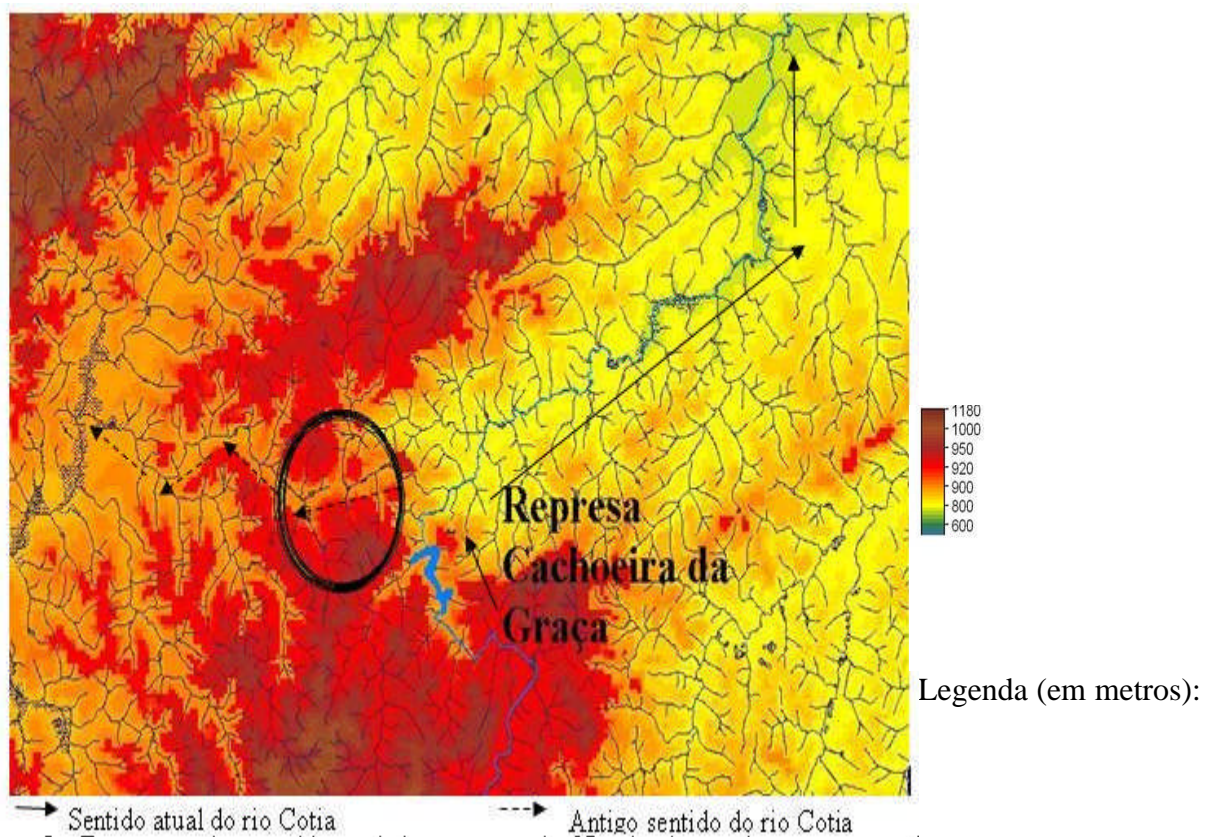 Represa
Cachoeira da
Graça
1180
1000
950
920
900
800
600
Legenda (em metros):
Sentido atual do rio Cotia
Antigo sentido do rio Cotia